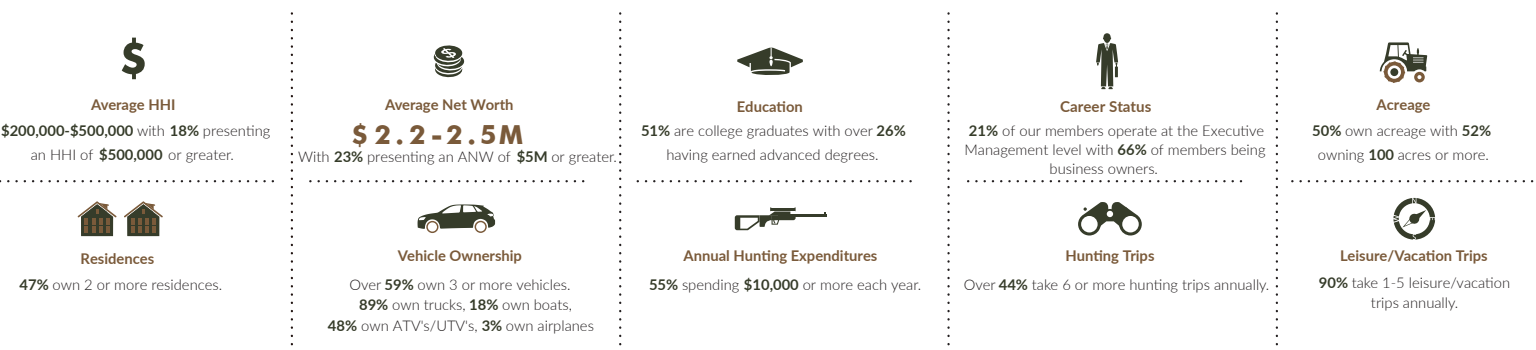 Average HHI
$200,000-$500,000 with 18% presenting
an HHI of $500,000 or greater.
Average Net Worth
$2.2-2.5M
With 23% presenting an ANW of $5M or greater.
Education
51% are college graduates with over 26%
having earned advanced degrees.
Career Status
21% of our members operate at the Executive
Management level with 66% of members being
business owners.
Acreage
50% own acreage with 52%
owning 100 acres or more.
Residences
47% own 2 or more residences.
Vehicle Ownership
Over 59% own 3 or more vehicles.
89% own trucks, 18% own boats,
48% own ATV's/UTV's, 3% own airplanes
Annual Hunting Expenditures
55% spending $10,000 or more each year.
Hunting Trips
Over 44% take 6 or more hunting trips annually.
Leisure/Vacation Trips
90% take 1-5 leisure/vacation
trips annually.